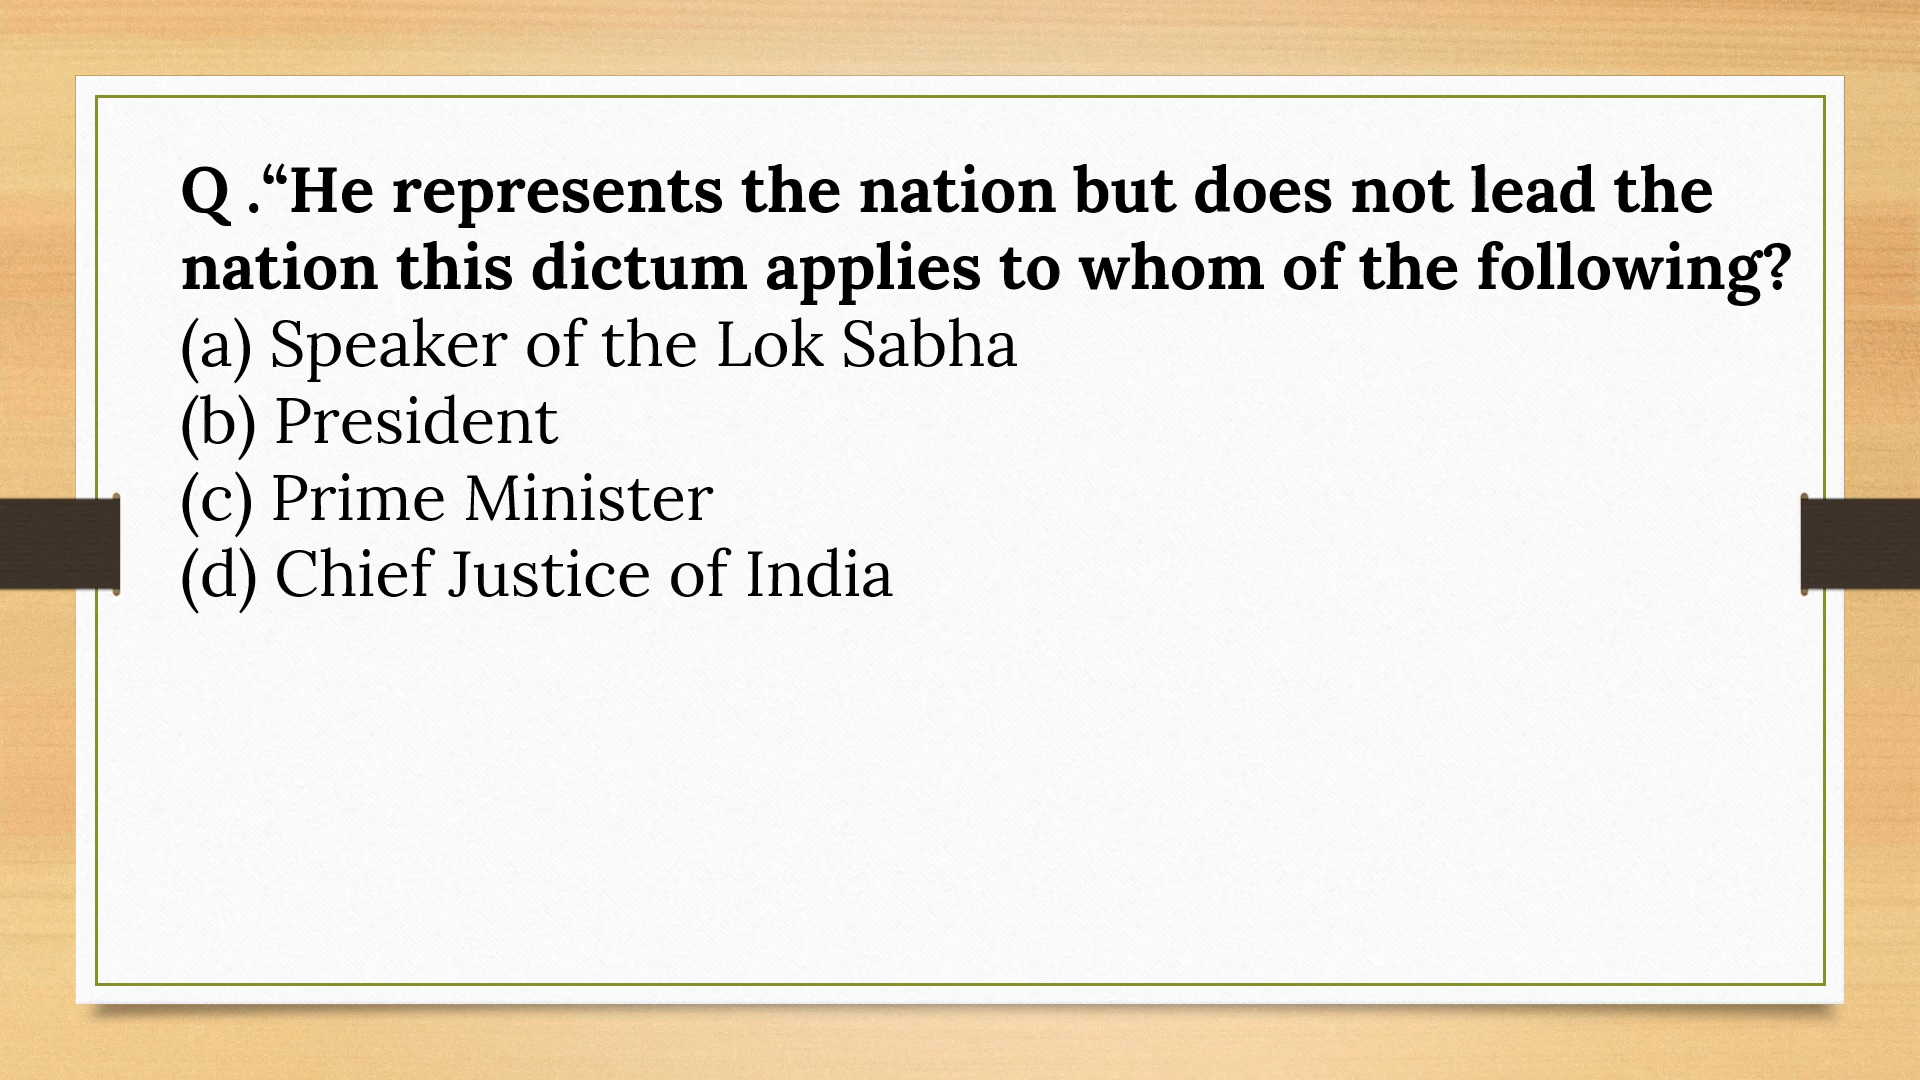 Q .“He represents the nation but does not lead the
nation this dictum applies to whom of the following?
(a) Speaker of the Lok Sabha
(b) President
(c) Prime Minister
(d) Chief Justice of India